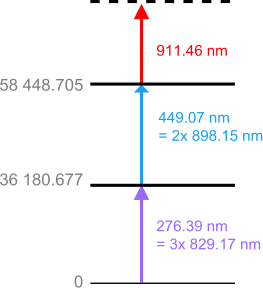 911.46 nm
58 448.705
449.07 nm
= 2x 898.15 nm
36 180.677
276.39 nm
= 3x 829.17 nm
0